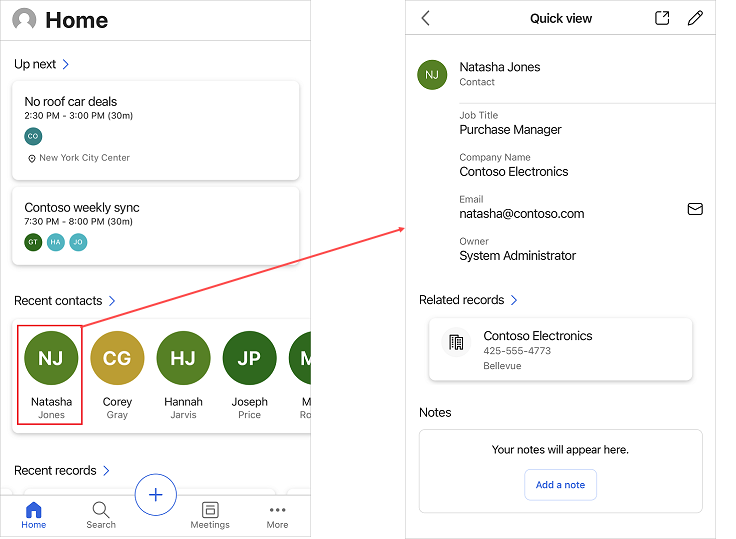 Home
Up next
No roof car deals
2:30 PM - 3:00 PM (30m)
CO
New York City Center
Contoso weekly sync
7:30 PM - 8:00 PM (30m)
GT HA JO
Recent contacts
NJ CG HJ JP M
Natasha Corey Hannah Joseph M
Jones Gray Jarvis Price Ro
Recent records
Home Search Meetings More
Quick view
NJ
Natasha Jones
Contact
Job Title
Purchase Manager
Company Name
Contoso Electronics
Email
natasha@contoso.com
Owner
System Administrator
Related records
Contoso Electronics
425-555-4773
Bellevue
Notes
Your notes will appear here.
Add a note